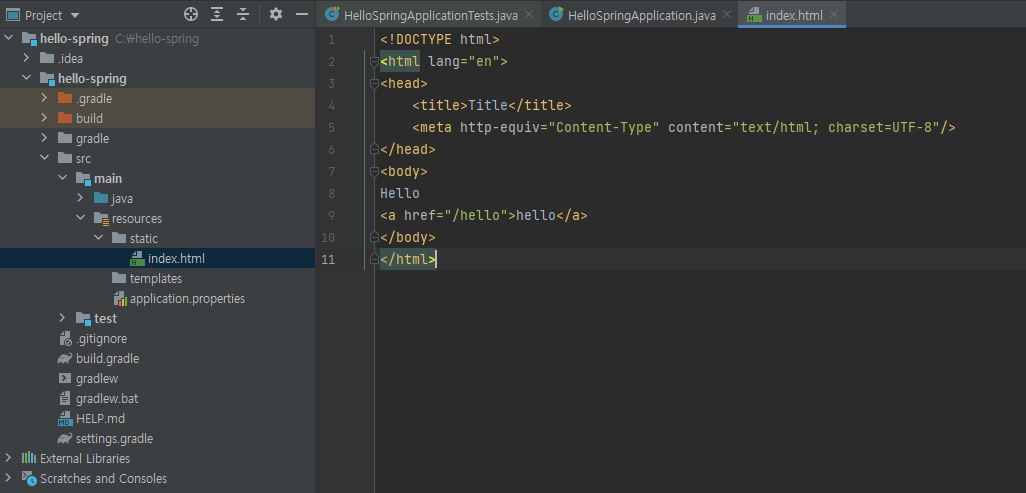 Project
HelloSpringApplicationTests.java
HelloSpringApplication.java
index.html
hello-spring C:₩hello-spring
.idea
hello-spring
.gradle
build
gradle
src
main
java
resources
static
index.html
templates
application.properties
test
.gitignore
build.gradle
gradlew
gradlew.bat
HELP.md
settings.gradle
External Libraries
Scratches and Consoles
1 <!DOCTYPE html>
2 <html lang="en">
3 <head>
4 <title>Title</title>
5 <meta http-equiv="Content-Type" content="text/html; charset=UTF-8"/>
6 </head>
7 <body>
8 Hello
9 <a href="/hello">hello</a>
10 </body>
11 </html>